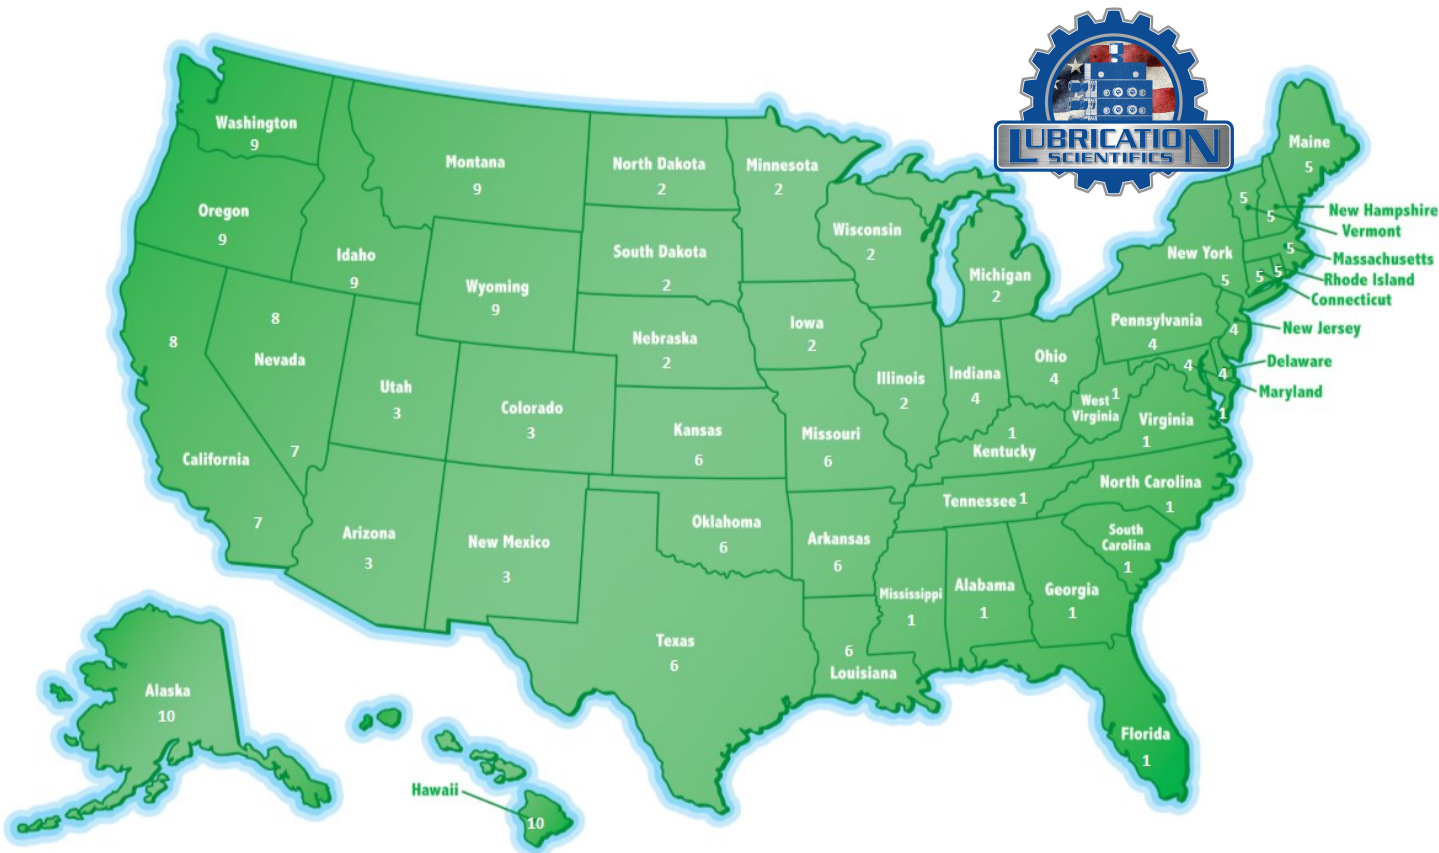 LUBRICATION
SCIENTIFICS
Washington
9
Oregon
9
Idaho
9
Montana
9
Wyoming
9
North Dakota
2
South Dakota
2
Nebraska
2
Minnesota
2
Iowa
2
Wisconsin
2
Michigan
2
Illinois
2
Indiana
4
Ohio
4
Pennsylvania
4
New York
5
Maine
5
5
5
New Hampshire
Vermont
5
Massachusetts
5
5
Rhode Island
Connecticut
4
New Jersey
4
Delaware
4
Maryland
1
8
8
Nevada
7
California
7
Utah
3
Colorado
3
Arizona
3
New Mexico
3
Kansas
6
Missouri
6
Oklahoma
6
Arkansas
6
Texas
6
6
Louisiana
West 1
Virginia
Virginia
1
1
Kentucky
Tennessee 1
North Carolina
1
South
Carolina
1
Mississippi
1
Alabama
1
Georgia
1
Florida
1
Alaska
10
Hawaii
10